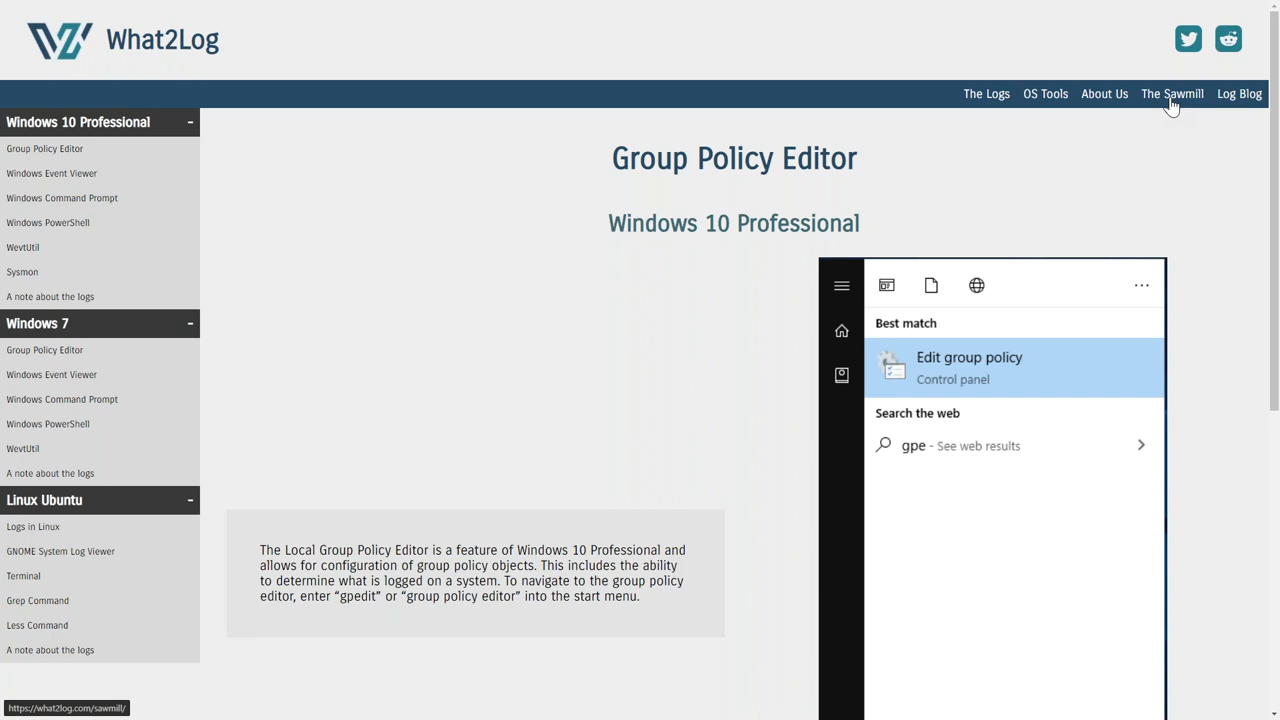 What2Log
The Logs OS Tools About Us The Sawmill Log Blog
Windows 10 Professional -
Group Policy Editor
Windows Event Viewer
Windows Command Prompt
Windows PowerShell
WevtUtil
Sysmon
A note about the logs
Windows 7 -
Group Policy Editor
Windows Event Viewer
Windows Command Prompt
Windows PowerShell
WevtUtil
A note about the logs
Linux Ubuntu -
Logs in Linux
GNOME System Log Viewer
Terminal
Grep Command
Less Command
A note about the logs
Group Policy Editor
Windows 10 Professional
The Local Group Policy Editor is a feature of Windows 10 Professional and
allows for configuration of group policy objects. This includes the ability
to determine what is logged on a system. To navigate to the group policy
editor, enter “gpedit” or “group policy editor” into the start menu.
Best match
Edit group policy
Control panel
Search the web
gpe - See web results
https://what2log.com/sawmill/